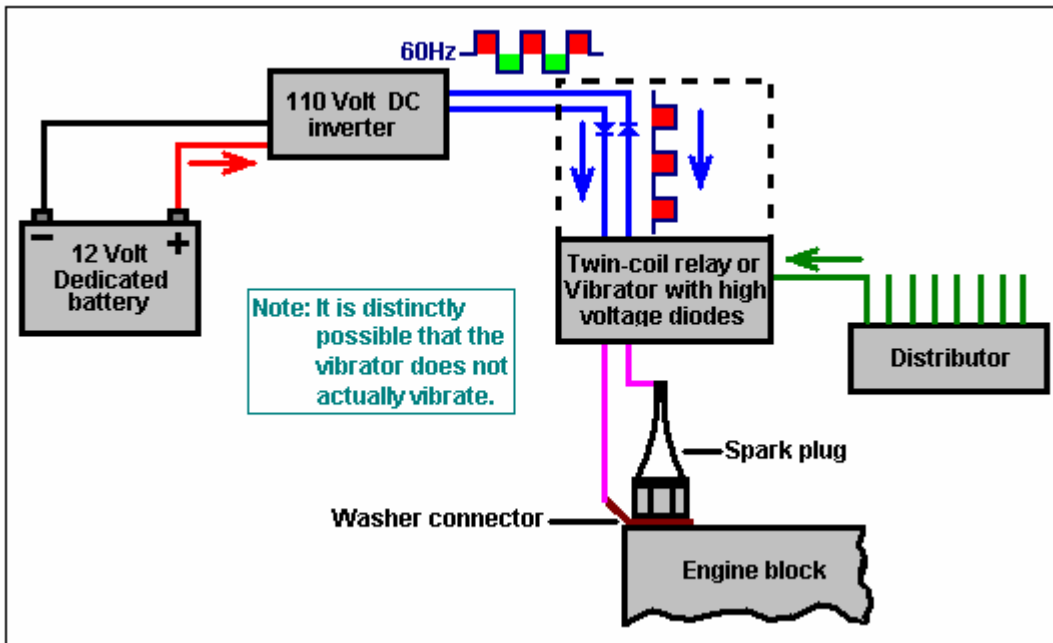 60Hz
110 Volt  DC
inverter
− +
12 Volt
Dedicated
battery
Note: It is distinctly
possible that the
vibrator does not
actually vibrate.
Twin-coil relay or
Vibrator with high
voltage diodes
Distributor
Spark plug
Washer connector
Engine block